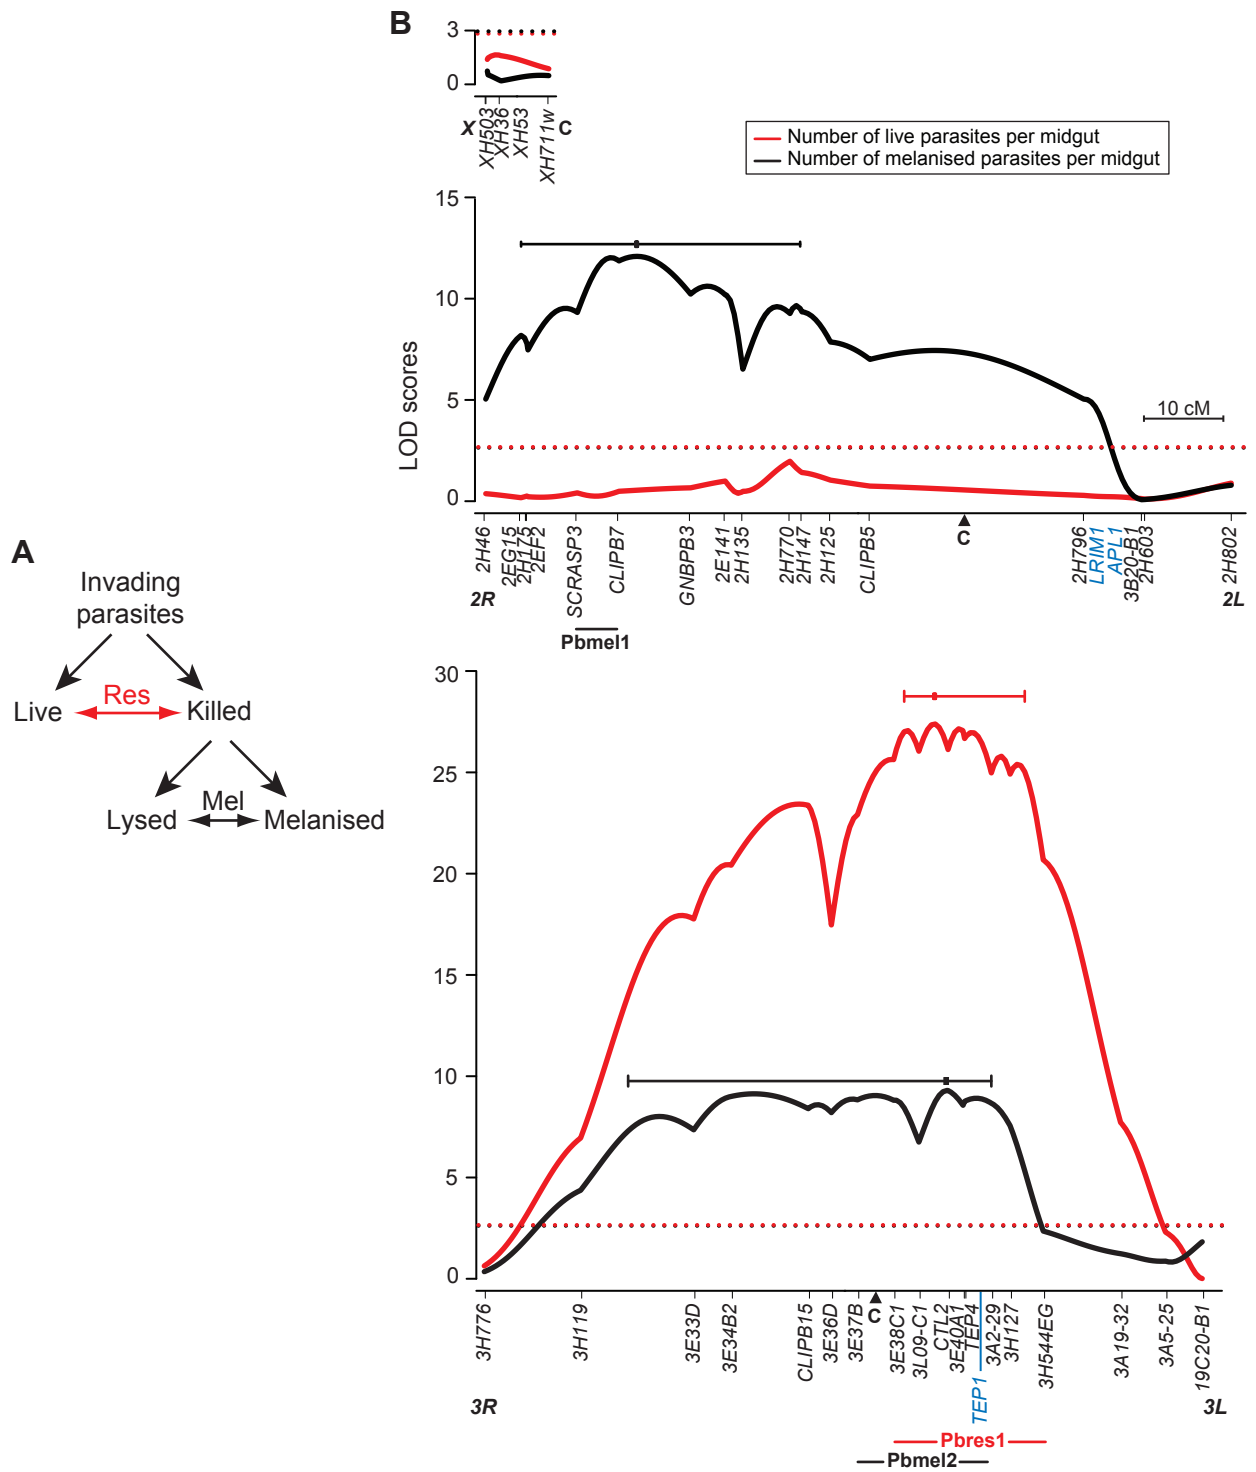 B
3
0
X
XH503
XH36
XH53
XH711w
C
Number of live parasites per midgut
Number of melanised parasites per midgut
15
10
5
0
LOD scores
10 cM
2H46
2EG15
2H175
2EF2
SCRASP3
CLIPB7
GNBPB3
2E141
2H135
2H770
2H147
2H125
CLIPB5
C
2H796
LRIM1
APL1
3B20-B1
2H603
2H802
2R
2L
Pbmel1
A
Invading
parasites
Live
Res
Killed
Lysed
Mel
Melanised
30
25
20
15
10
5
0
3H776
3H119
3E33D
3E34B2
CLIPB15
3E36D
3E37B
C
3E38C1
3L09-C1
CTL2
3E40A1
TEP4
TEP1
3A2-29
3H127
3H544EG
3A19-32
3A5-25
19C20-B1
3R
3L
Pbres1
Pbmel2